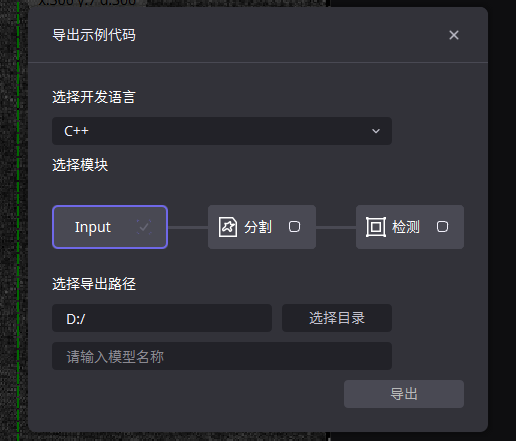 导出示例代码
选择开发语言
C++
选择模块
Input 分割 检测
选择导出路径
D:/ 选择目录
请输入模型名称
导出